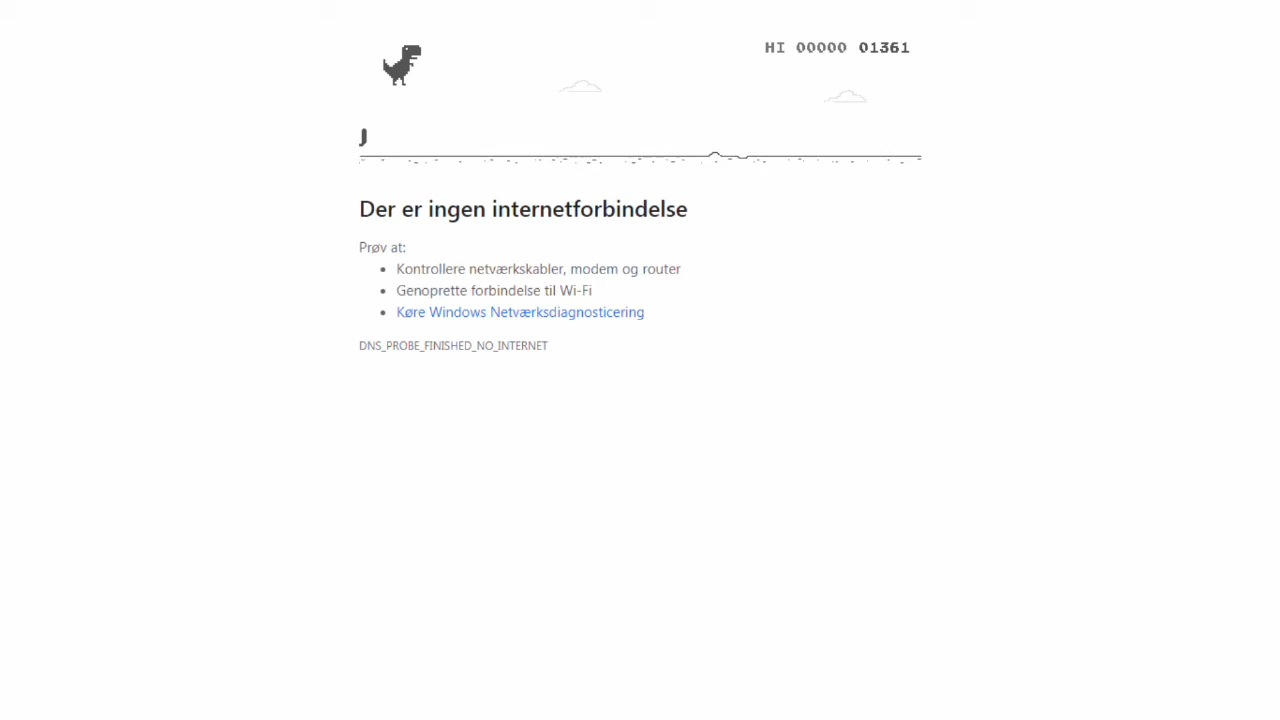 HI 00000 01361
Der er ingen internetforbindelse
Prøv at:
Kontrollere netværkskabler, modem og router
Genoprette forbindelse til Wi-Fi
Køre Windows Netværksdiagnosticering
DNS_PROBE_FINISHED_NO_INTERNET